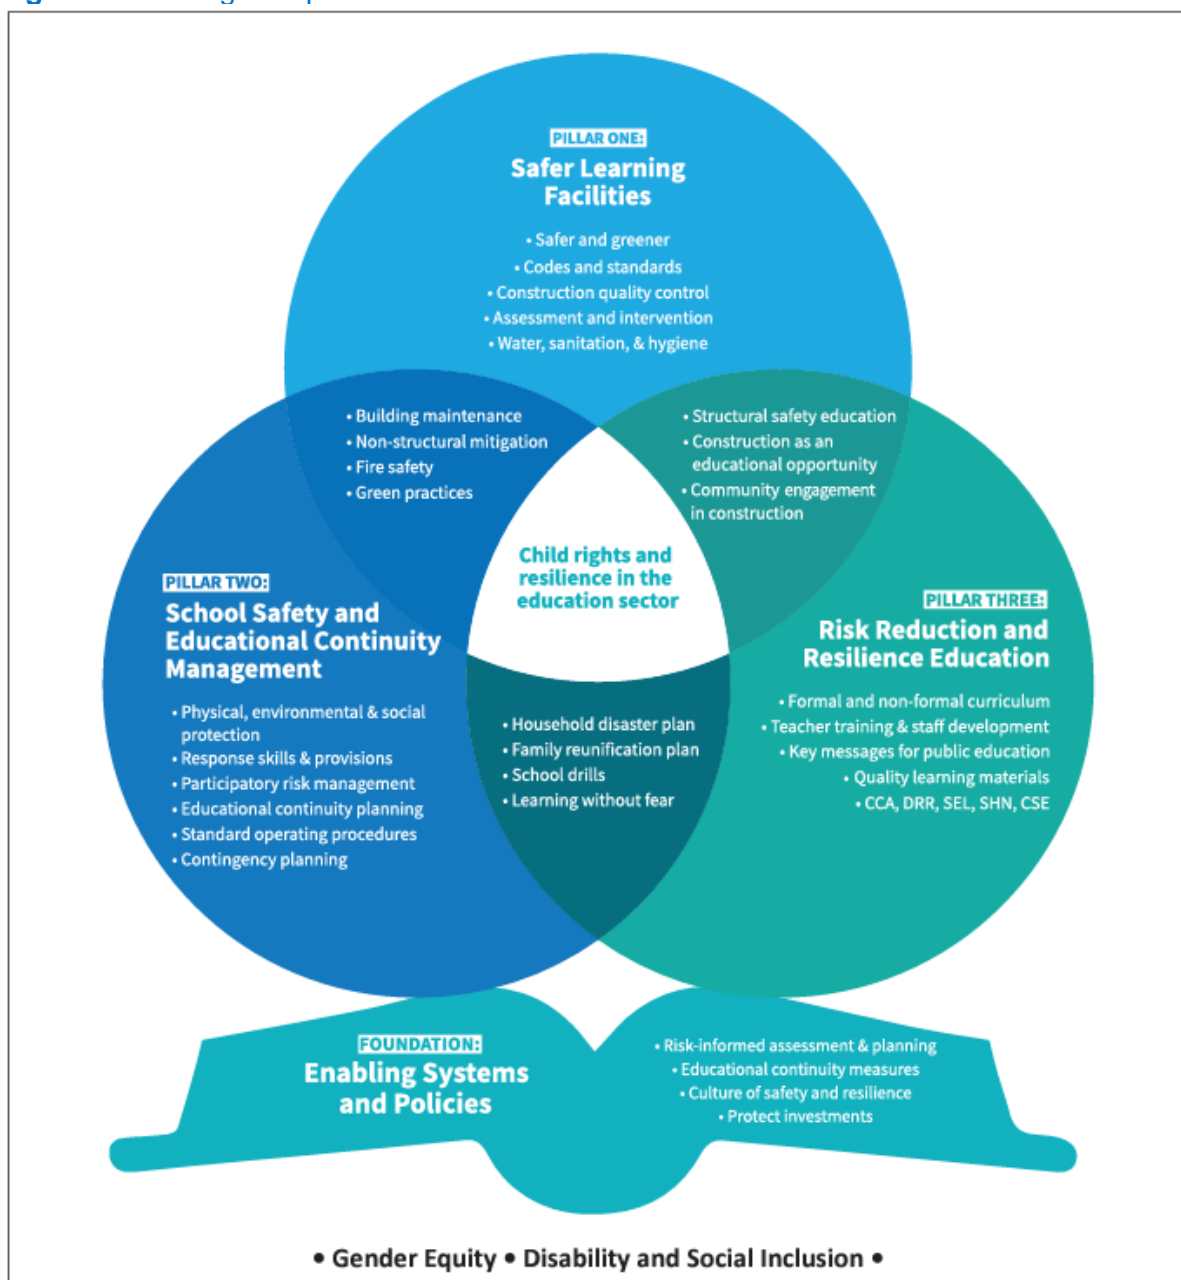 PILLAR ONE:
Safer Learning
Facilities
• Safer and greener
• Codes and standards
• Construction quality control
• Assessment and intervention
• Water, sanitation, & hygiene
• Building maintenance
• Non-structural mitigation
• Fire safety
• Green practices
• Structural safety education
• Construction as an
educational opportunity
• Community engagement
in construction
Child rights and
resilience in the
education sector
PILLAR TWO:
School Safety and
Educational Continuity
Management
• Physical, environmental & social
protection
• Response skills & provisions
• Participatory risk management
• Educational continuity planning
• Standard operating procedures
• Contingency planning
• Household disaster plan
• Family reunification plan
• School drills
• Learning without fear
PILLAR THREE:
Risk Reduction and
Resilience Education
• Formal and non-formal curriculum
• Teacher training & staff development
• Key messages for public education
• Quality learning materials
• CCA, DRR, SEL, SHN, CSE
FOUNDATION:
Enabling Systems
and Policies
• Risk-informed assessment & planning
• Educational continuity measures
• Culture of safety and resilience
• Protect investments
• Gender Equity • Disability and Social Inclusion •